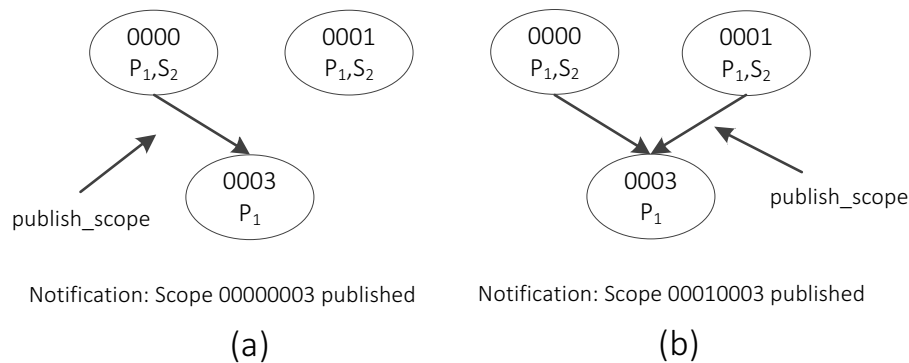 0000
P₁,S₂
0001
P₁,S₂
0003
P₁
publish_scope
Notification: Scope 00000003 published
(a)
0000
P₁,S₂
0001
P₁,S₂
0003
P₁
publish_scope
Notification: Scope 00010003 published
(b)